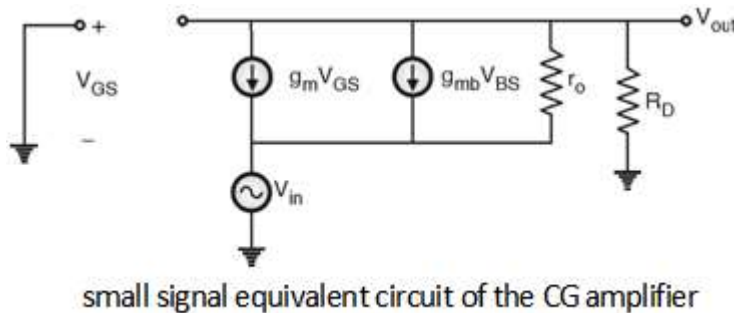 +
V_out
V_GS
g_mV_GS
g_mbV_BS
r_o
R_D
−
V_in
small signal equivalent circuit of the CG amplifier